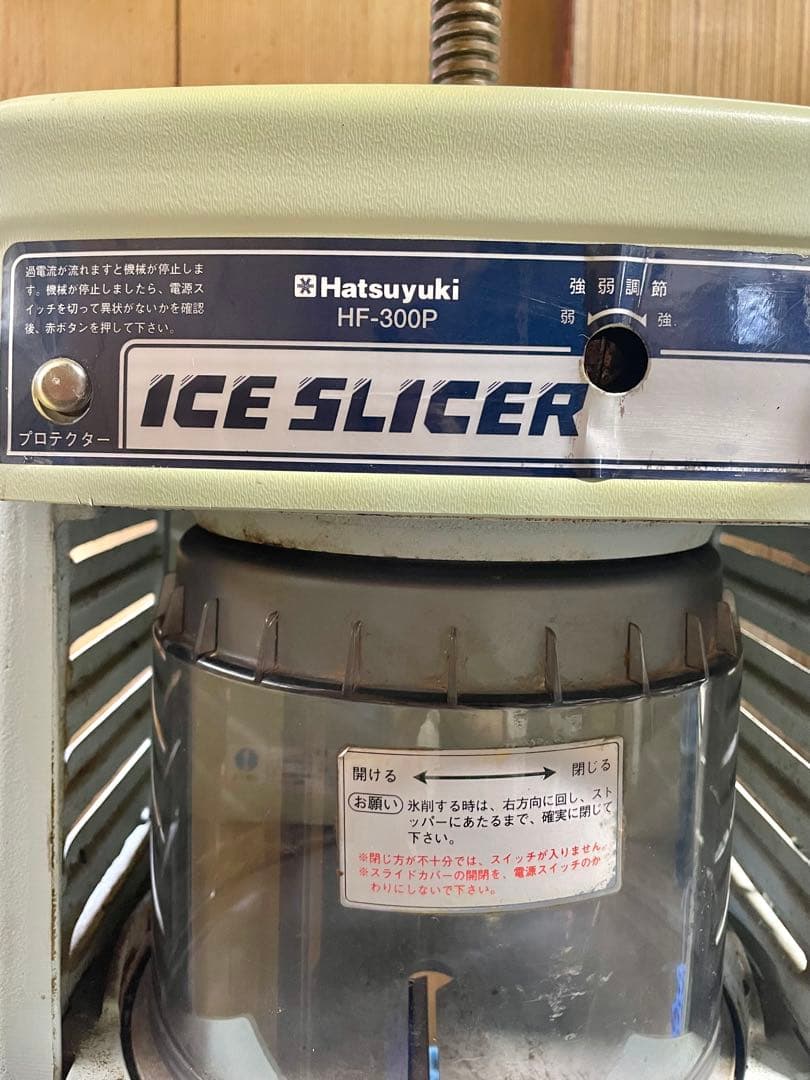 過電流が流れますと機械が停止しま
す。機械が停止しましたら、電源ス
イッチを切って異状がないかを確認
後、赤ボタンを押して下さい。
プロテクター
Hatsuyuki
HF-300P
ICE SLICER
強弱調節
弱 強
開ける 閉じる
お願い 氷削する時は、右方向に回し、スト
ッパーにあたるまで、確実に閉じて
下さい。
※閉じ方が不十分では、スイッチが入りません。
※スライドカバーの開閉を、電源スイッチのか
わりにしないで下さい。